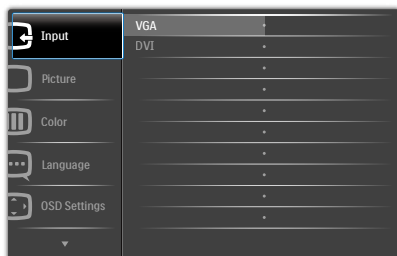 Input
Picture
Color
Language
OSD Settings
VGA
DVI